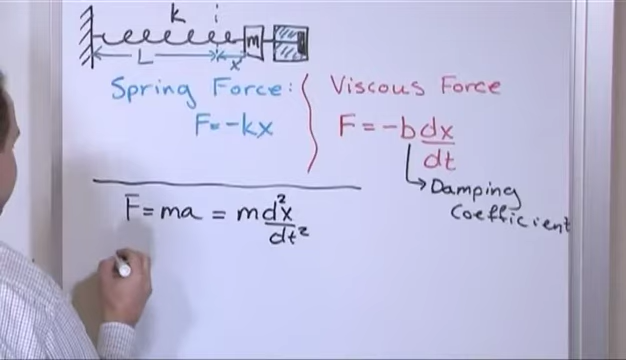 k
m
L
x
Spring Force:
F=-kx
Viscous Force
F=-b dx/dt
Damping
Coefficient
F=ma = m d²x/dt²